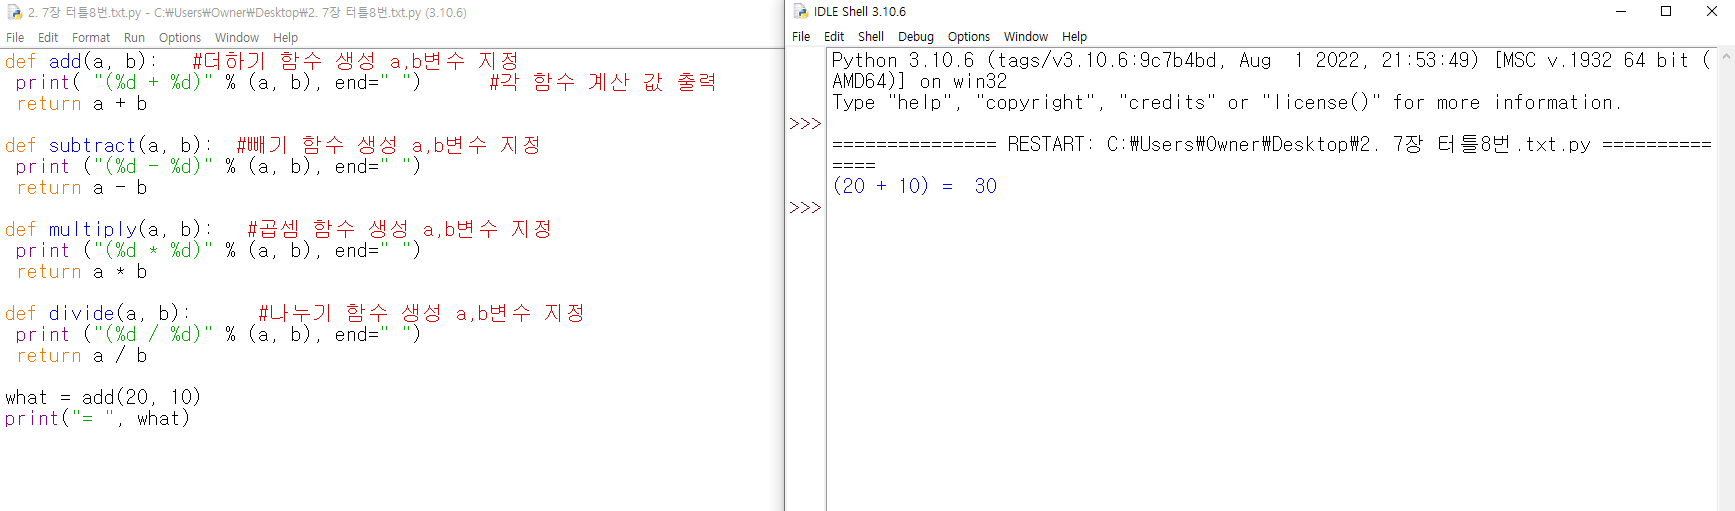 2. 7장 터틀8번.txt.py - C:\Users\Owner\Desktop\2. 7장 터틀8번.txt.py (3.10.6)
File Edit Format Run Options Window Help
def add(a, b):   #더하기 함수 생성 a,b변수 지정
 print( "(%d + %d)" % (a, b), end=" ")      #각 함수 계산 값 출력
 return a + b
def subtract(a, b):  #빼기 함수 생성 a,b변수 지정
 print ("(%d - %d)" % (a, b), end=" ")
 return a - b
def multiply(a, b):   #곱셈 함수 생성 a,b변수 지정
 print ("(%d * %d)" % (a, b), end=" ")
 return a * b
def divide(a, b):      #나누기 함수 생성 a,b변수 지정
 print ("(%d / %d)" % (a, b), end=" ")
 return a / b
what = add(20, 10)
print("= ", what)
IDLE Shell 3.10.6
File Edit Shell Debug Options Window Help
Python 3.10.6 (tags/v3.10.6:9c7b4bd, Aug  1 2022, 21:53:49) [MSC v.1932 64 bit (
AMD64)] on win32
Type "help", "copyright", "credits" or "license()" for more information.
>>>
=============== RESTART: C:\Users\Owner\Desktop\2. 7장 터틀8번.txt.py ==========
====
(20 + 10) =  30
>>>